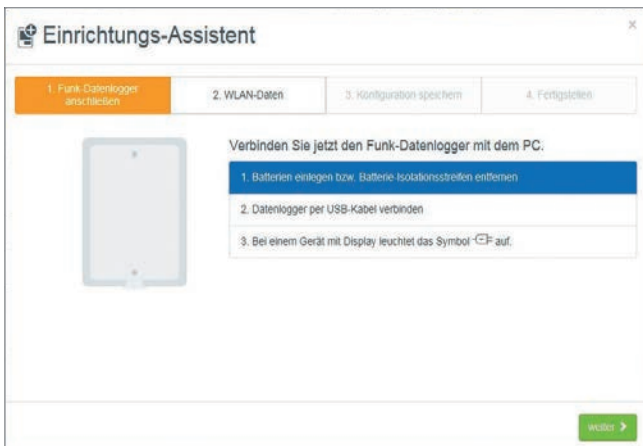 Einrichtungs-Assistent
×
1. Funk-Datenlogger
anschließen
2. WLAN-Daten
3. Konfiguration speichern
4. Fertigstellen
Verbinden Sie jetzt den Funk-Datenlogger mit dem PC.
1. Batterien einlegen bzw. Batterie-Isolationsstreifen entfernen
2. Datenlogger per USB-Kabel verbinden
3. Bei einem Gerät mit Display leuchtet das Symbol auf.
weiter